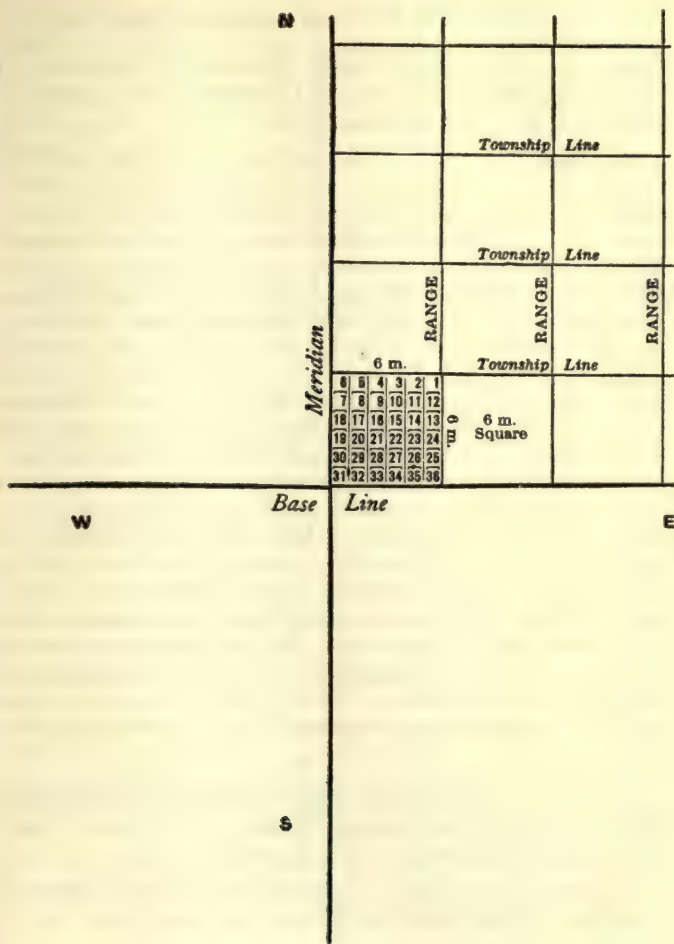 N
Township Line
Township Line
RANGE RANGE RANGE
Meridian
6 m.
Township Line
6 5 4 3 2 1
7 8 9 10 11 12
18 17 16 15 14 13
19 20 21 22 23 24
30 29 28 27 26 25
31 32 33 34 35 36
6 m.
6 m.
Square
Base Line
W
E
S